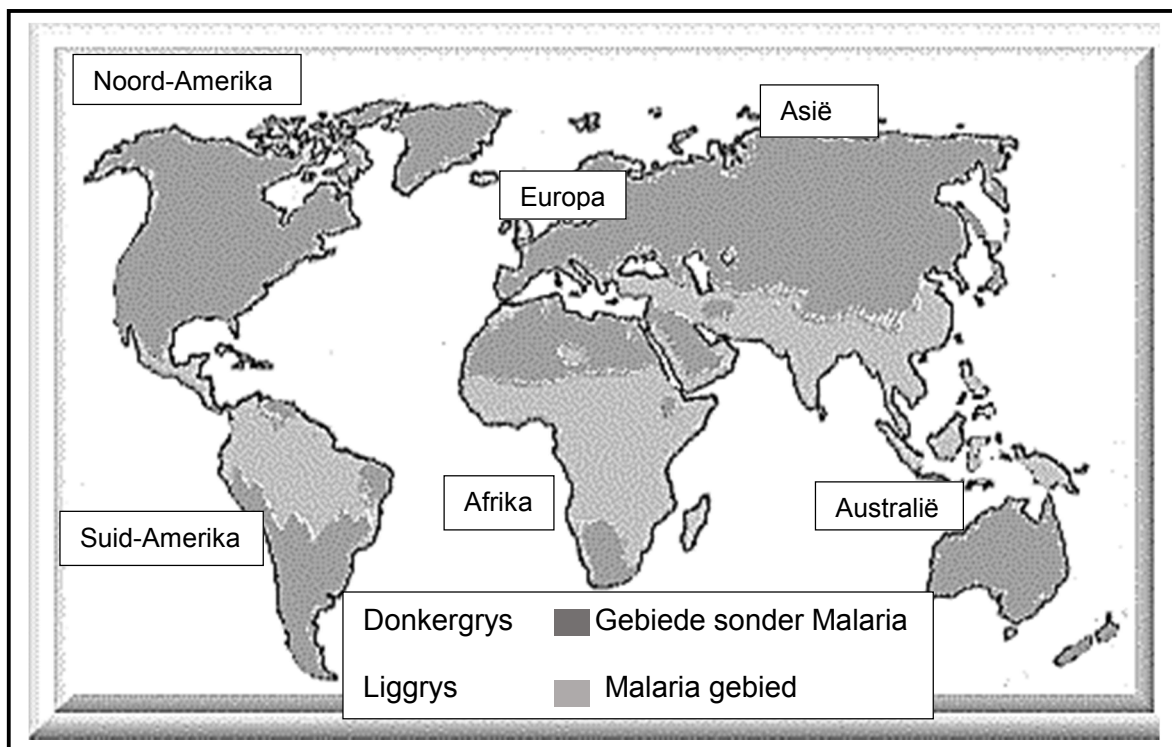 Noord-Amerika
Asië
Europa
Afrika
Australië
Suid-Amerika
Donkergrys Gebiede sonder Malaria
Liggrys Malaria gebied